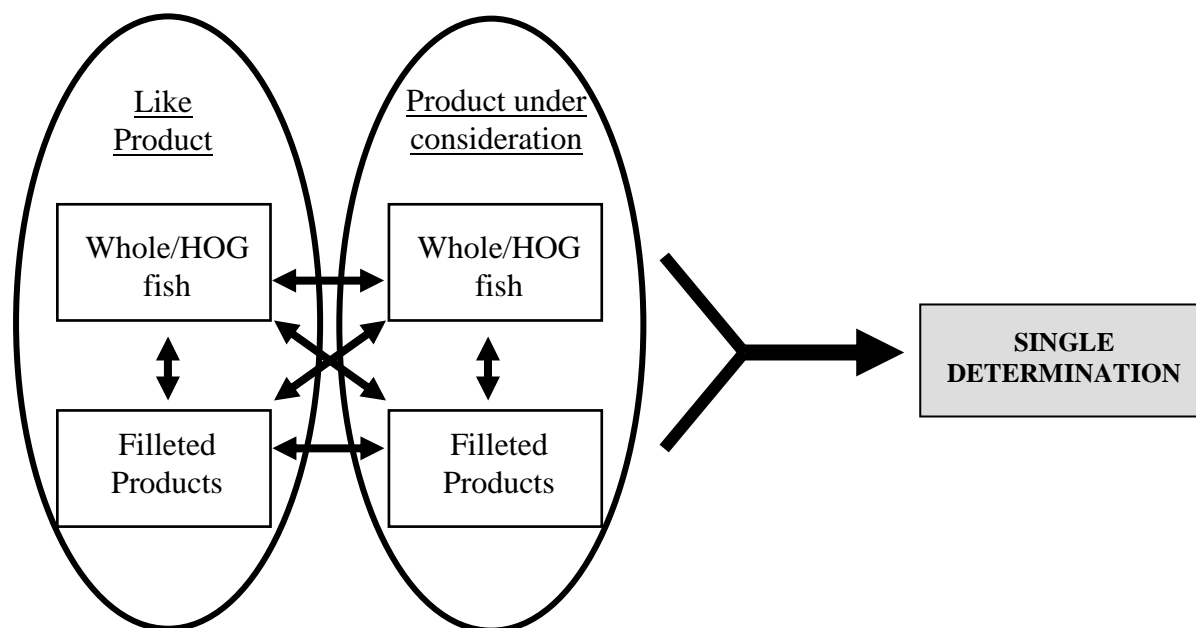 Like
Product
Product under
consideration
Whole/HOG
fish
Whole/HOG
fish
Filleted
Products
Filleted
Products
SINGLE
DETERMINATION